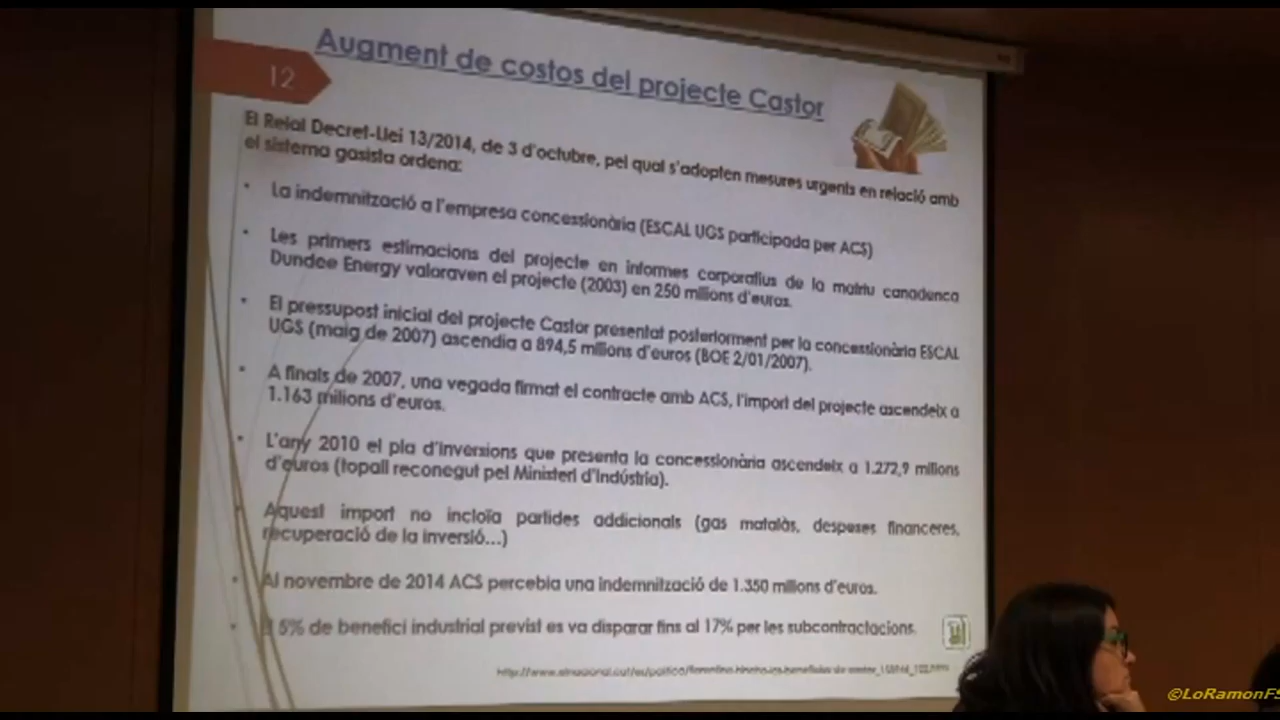 Augment de costos del projecte Castor
12
El Reial Decret-Llei 13/2014, de 3 d'octubre, pel qual s'adopten mesures urgents en relació amb
el sistema gasista ordena:
• La indemnització a l'empresa concessionària (ESCAL UGS participada per ACS)
• Les primers estimacions del projecte en informes corporatius de la matriu canadenca
Dundee Energy valoraven el projecte (2003) en 250 milions d'euros.
• El pressupost inicial del projecte Castor presentat posteriorment per la concessionària ESCAL
UGS (maig de 2007) ascendia a 894,5 milions d'euros (BOE 2/01/2007).
• A finals de 2007, una vegada firmat el contracte amb ACS, l'import del projecte ascendeix a
1.163 milions d'euros.
• L'any 2010 el pla d'inversions que presenta la concessionària ascendeix a 1.272,9 milions
d'euros (topall reconegut pel Ministeri d'Indústria).
Aquest import no incloïa partides addicionals (gas matalàs, despeses financeres,
recuperació de la inversió...)
• Al novembre de 2014 ACS percebia una indemnització de 1.350 milions d'euros.
• El 5% de benefici industrial previst es va disparar fins al 17% per les subcontractacions.
©LoRamonFS